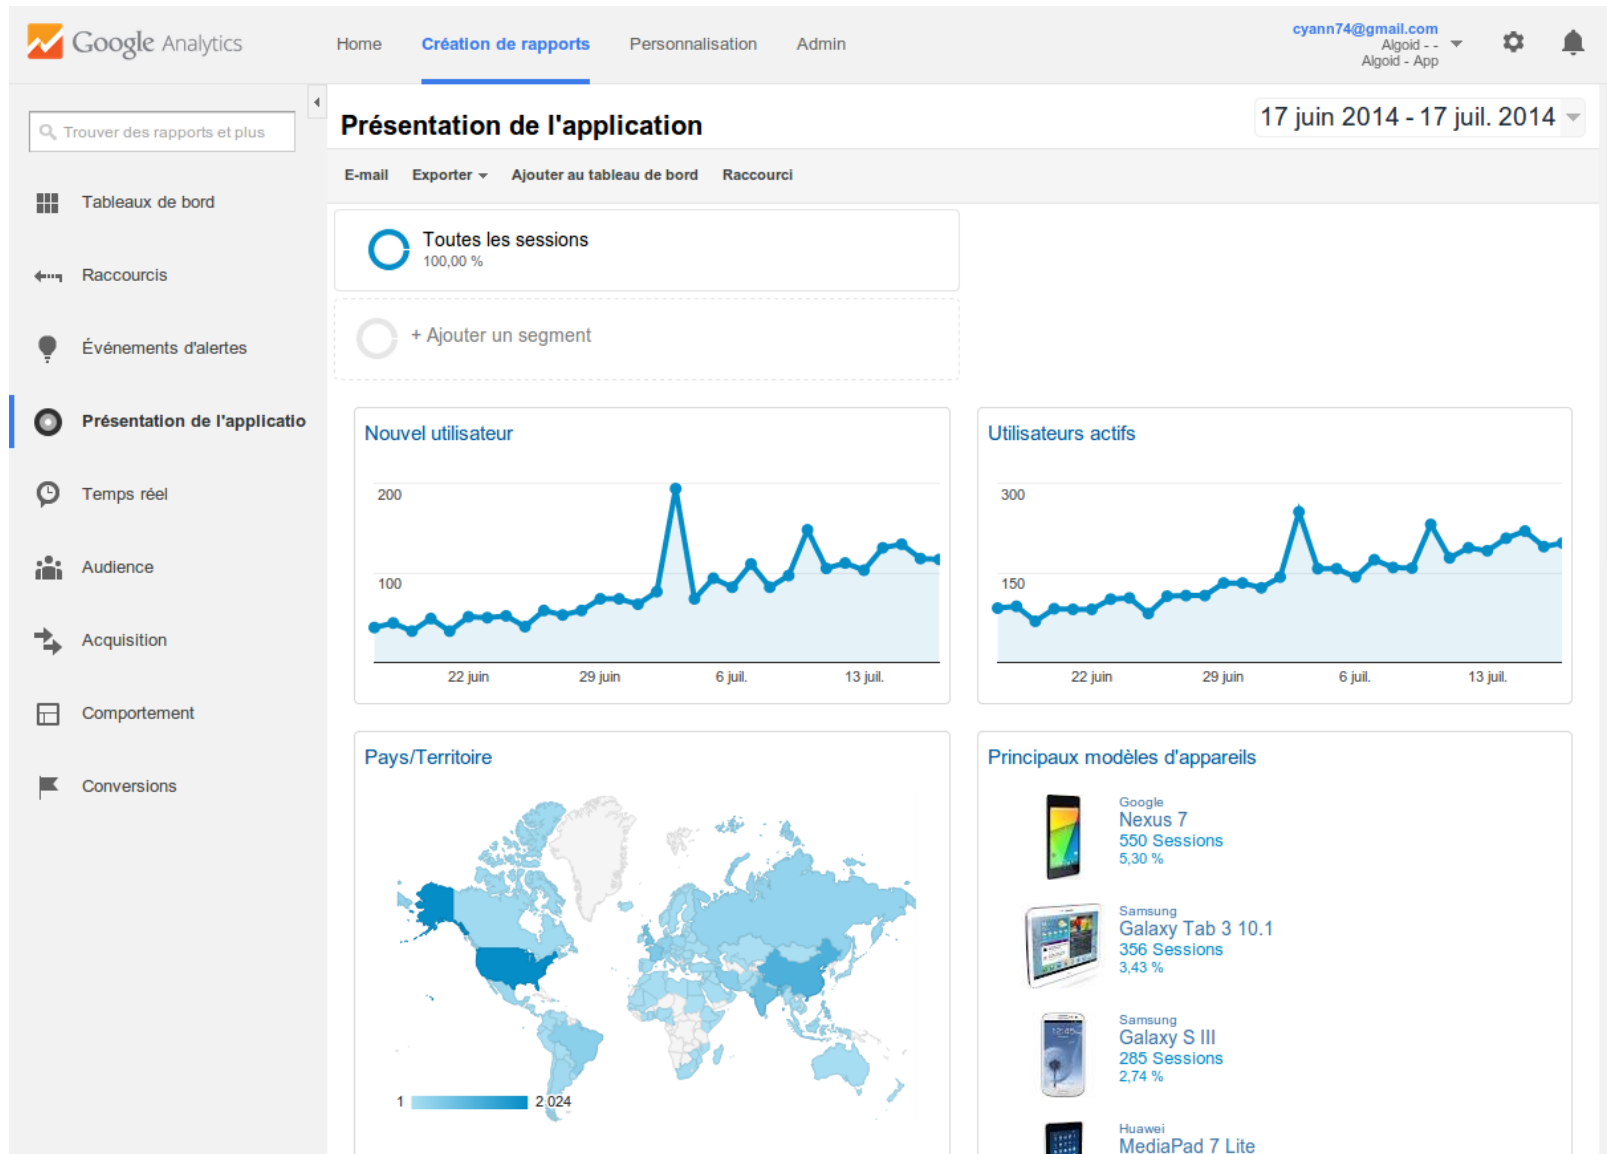 Google Analytics
Home Création de rapports Personnalisation Admin
cyann74@gmail.com
Algoid - -
Algoid - App
Trouver des rapports et plus
Tableaux de bord
Raccourcis
Événements d'alertes
Présentation de l'applicatio
Temps réel
Audience
Acquisition
Comportement
Conversions
Présentation de l'application
17 juin 2014 - 17 juil. 2014
E-mail Exporter Ajouter au tableau de bord Raccourci
Toutes les sessions
100,00 %
+ Ajouter un segment
Nouvel utilisateur
200
100
22 juin 29 juin 6 juil. 13 juil.
Utilisateurs actifs
300
150
22 juin 29 juin 6 juil. 13 juil.
Pays/Territoire
1 2 024
Principaux modèles d'appareils
Google
Nexus 7
550 Sessions
5,30 %
Samsung
Galaxy Tab 3 10.1
356 Sessions
3,43 %
Samsung
Galaxy S III
285 Sessions
2,74 %
Huawei
MediaPad 7 Lite